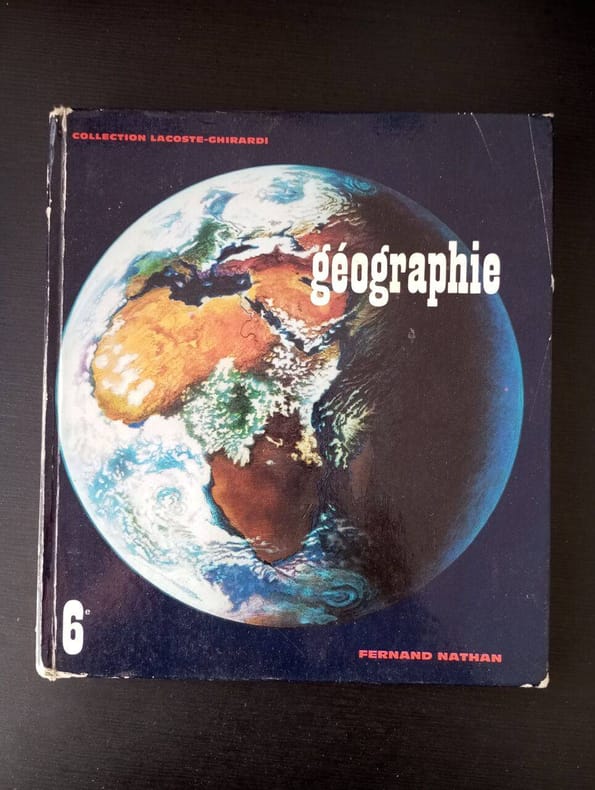 COLLECTION LACOSTE-GHIRARDI
géographie
6e
FERNAND NATHAN